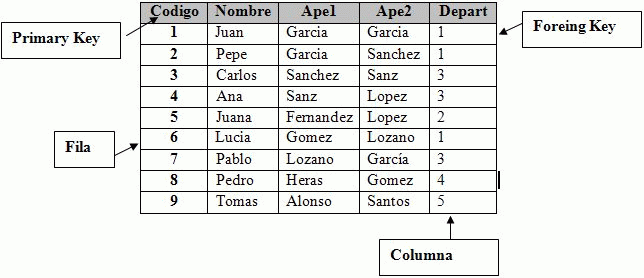 Primary Key
Foreing Key
Codigo Nombre Ape1 Ape2 Depart
1 Juan Garcia Garcia 1
2 Pepe Garcia Sanchez 1
3 Carlos Sanchez Sanz 3
4 Ana Sanz Lopez 3
5 Juana Fernandez Lopez 2
6 Lucia Gomez Lozano 1
7 Pablo Lozano García 3
8 Pedro Heras Gomez 4
9 Tomas Alonso Santos 5
Fila
Columna